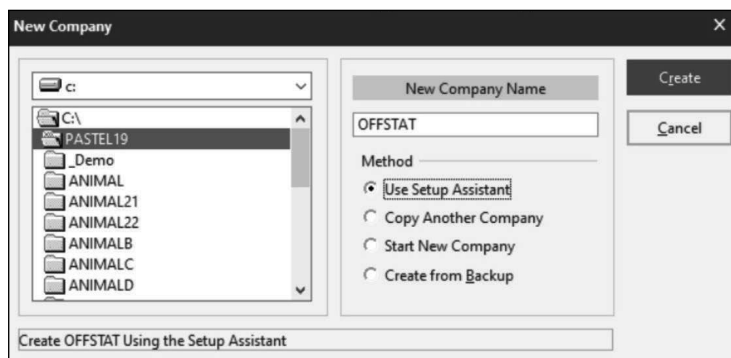 New Company
c:
C:\
PASTEL19
_Demo
ANIMAL
ANIMAL21
ANIMAL22
ANIMALB
ANIMALC
ANIMALD
New Company Name
OFFSTAT
Method
Use Setup Assistant
Copy Another Company
Start New Company
Create from Backup
Create
Cancel
Create OFFSTAT Using the Setup Assistant